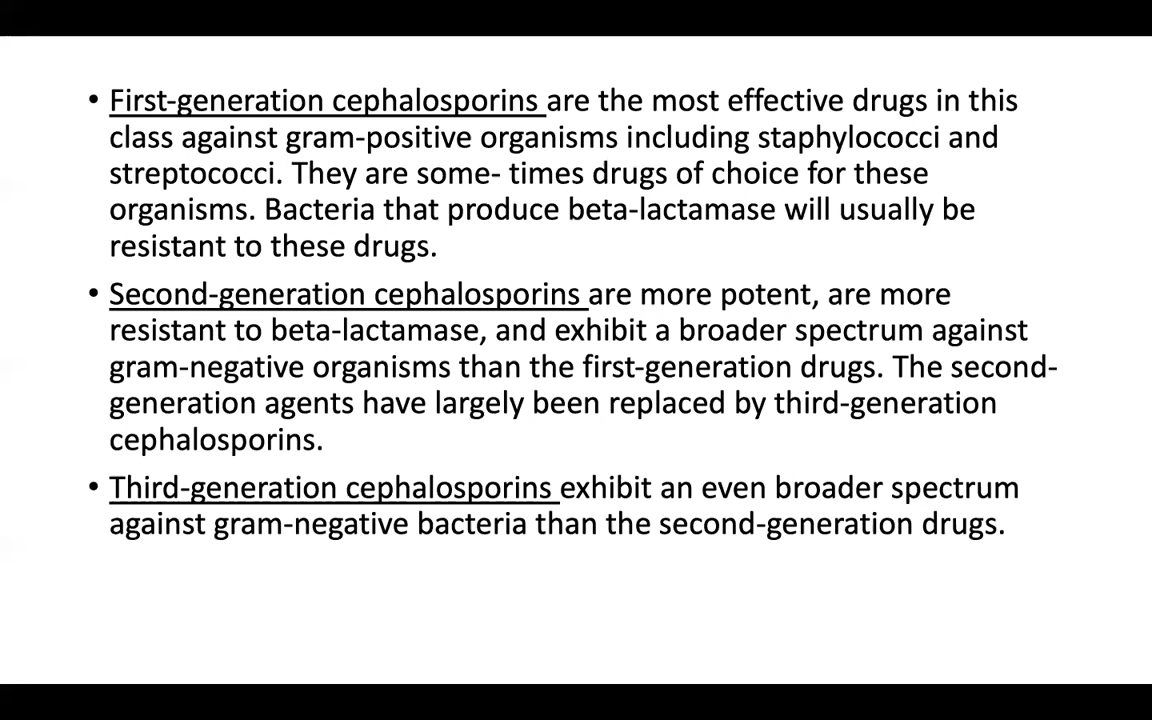 • First-generation cephalosporins are the most effective drugs in this
class against gram-positive organisms including staphylococci and
streptococci. They are some- times drugs of choice for these
organisms. Bacteria that produce beta-lactamase will usually be
resistant to these drugs.
• Second-generation cephalosporins are more potent, are more
resistant to beta-lactamase, and exhibit a broader spectrum against
gram-negative organisms than the first-generation drugs. The second-
generation agents have largely been replaced by third-generation
cephalosporins.
• Third-generation cephalosporins exhibit an even broader spectrum
against gram-negative bacteria than the second-generation drugs.